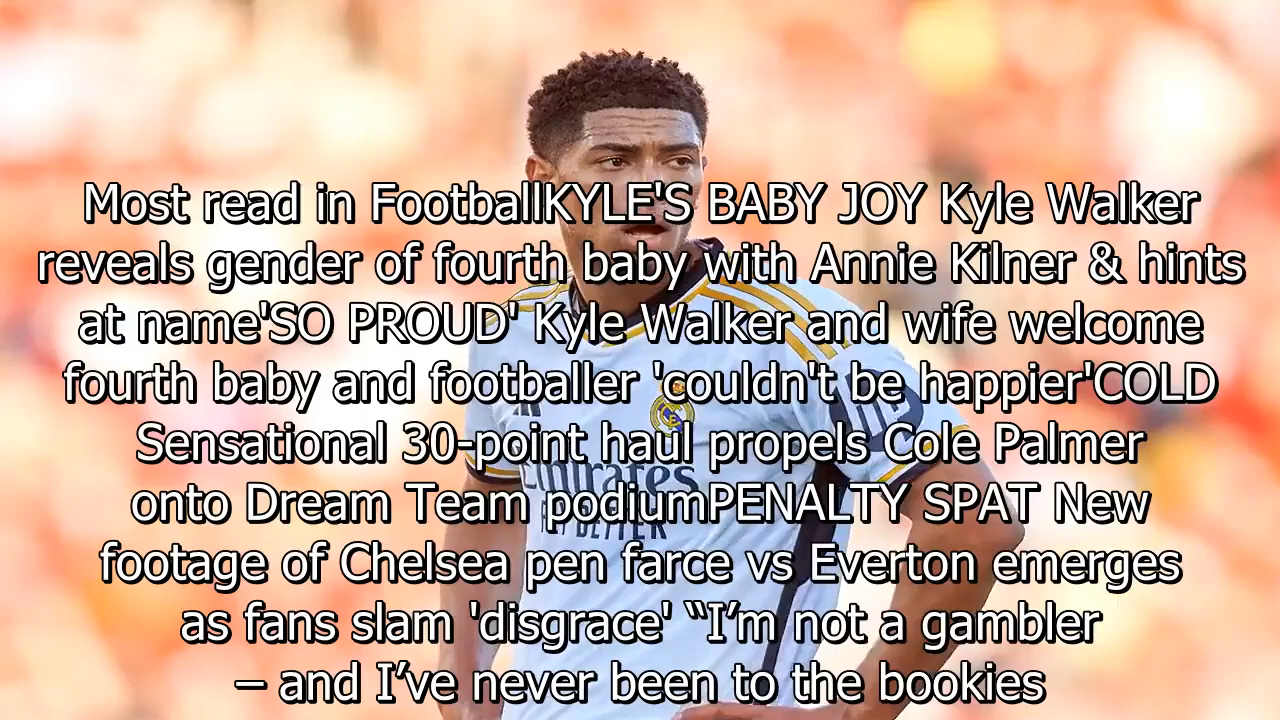 Most read in FootballKYLE'S BABY JOY Kyle Walker
reveals gender of fourth baby with Annie Kilner & hints
at name'SO PROUD' Kyle Walker and wife welcome
fourth baby and footballer 'couldn't be happier'COLD
Sensational 30-point haul propels Cole Palmer
onto Dream Team podiumPENALTY SPAT New
footage of Chelsea pen farce vs Everton emerges
as fans slam 'disgrace' “I’m not a gambler
– and I’ve never been to the bookies
Emirates
FLY BETTER